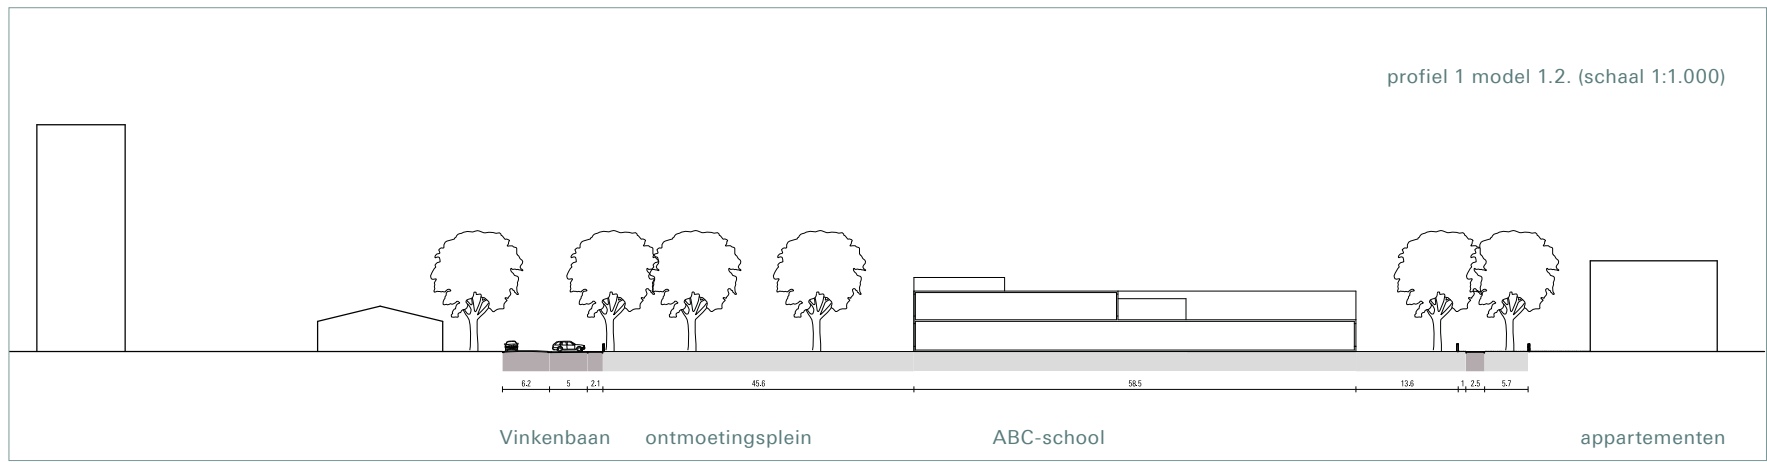 profiel 1 model 1.2. (schaal 1:1.000)
6.2 5 2.1 45.6 58.5 13.6 1 2.5 5.7
Vinkenbaan ontmoetingsplein ABC-school appartementen